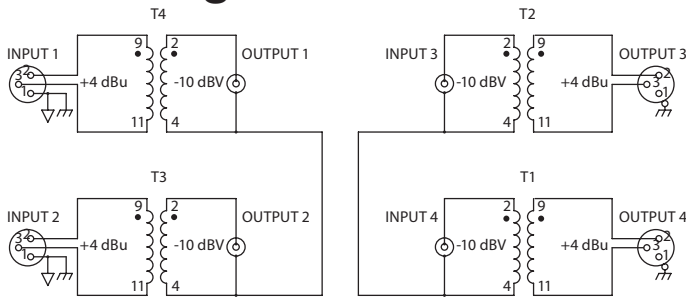 T4
T2
INPUT 1
9
2
OUTPUT 1
INPUT 3
2
9
OUTPUT 3
3 2
1
+4 dBu
-10 dBV
-10 dBV
+4 dBu
2
3
1
11
4
4
11
T3
T1
INPUT 2
9
2
OUTPUT 2
INPUT 4
2
9
OUTPUT 4
3 2
1
+4 dBu
-10 dBV
-10 dBV
+4 dBu
2
3
1
11
4
4
11